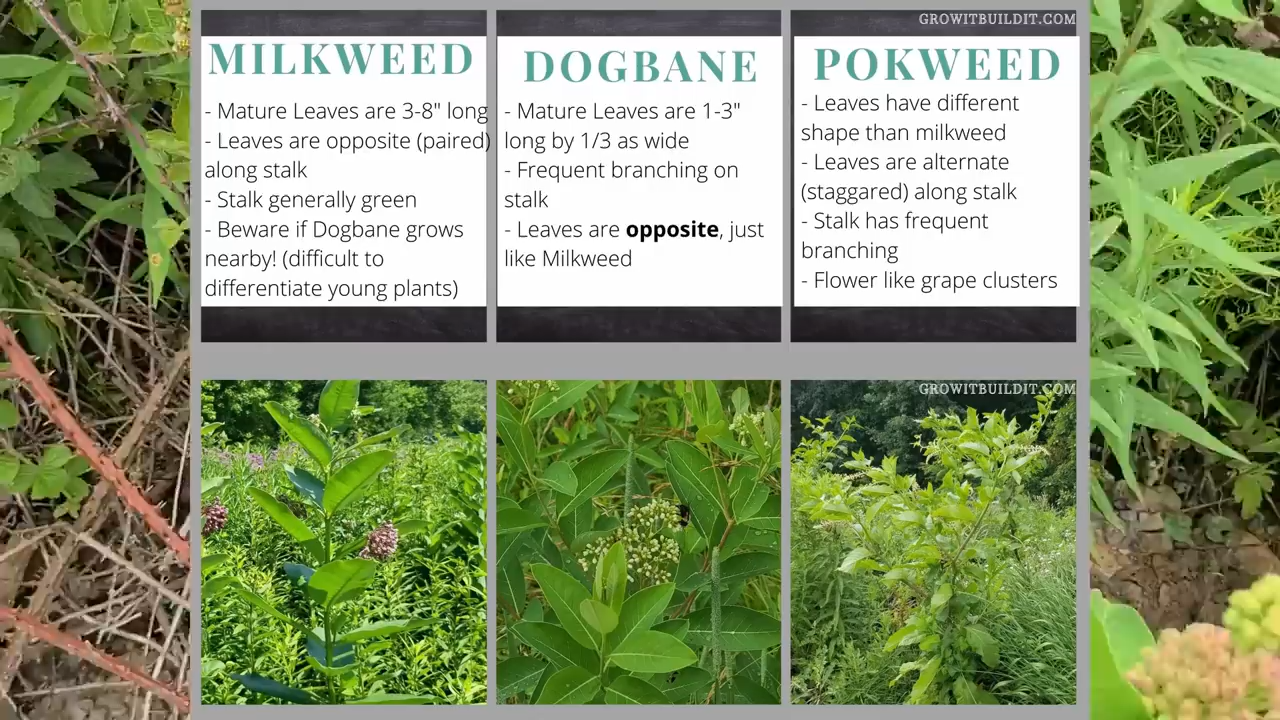 GROWITBUILDIT.COM
MILKWEED
- Mature Leaves are 3-8" long
- Leaves are opposite (paired)
along stalk
- Stalk generally green
- Beware if Dogbane grows
nearby! (difficult to
differentiate young plants)
DOGBANE
- Mature Leaves are 1-3"
long by 1/3 as wide
- Frequent branching on
stalk
- Leaves are opposite, just
like Milkweed
POKWEED
- Leaves have different
shape than milkweed
- Leaves are alternate
(staggared) along stalk
- Stalk has frequent
branching
- Flower like grape clusters
GROWITBUILDIT.COM